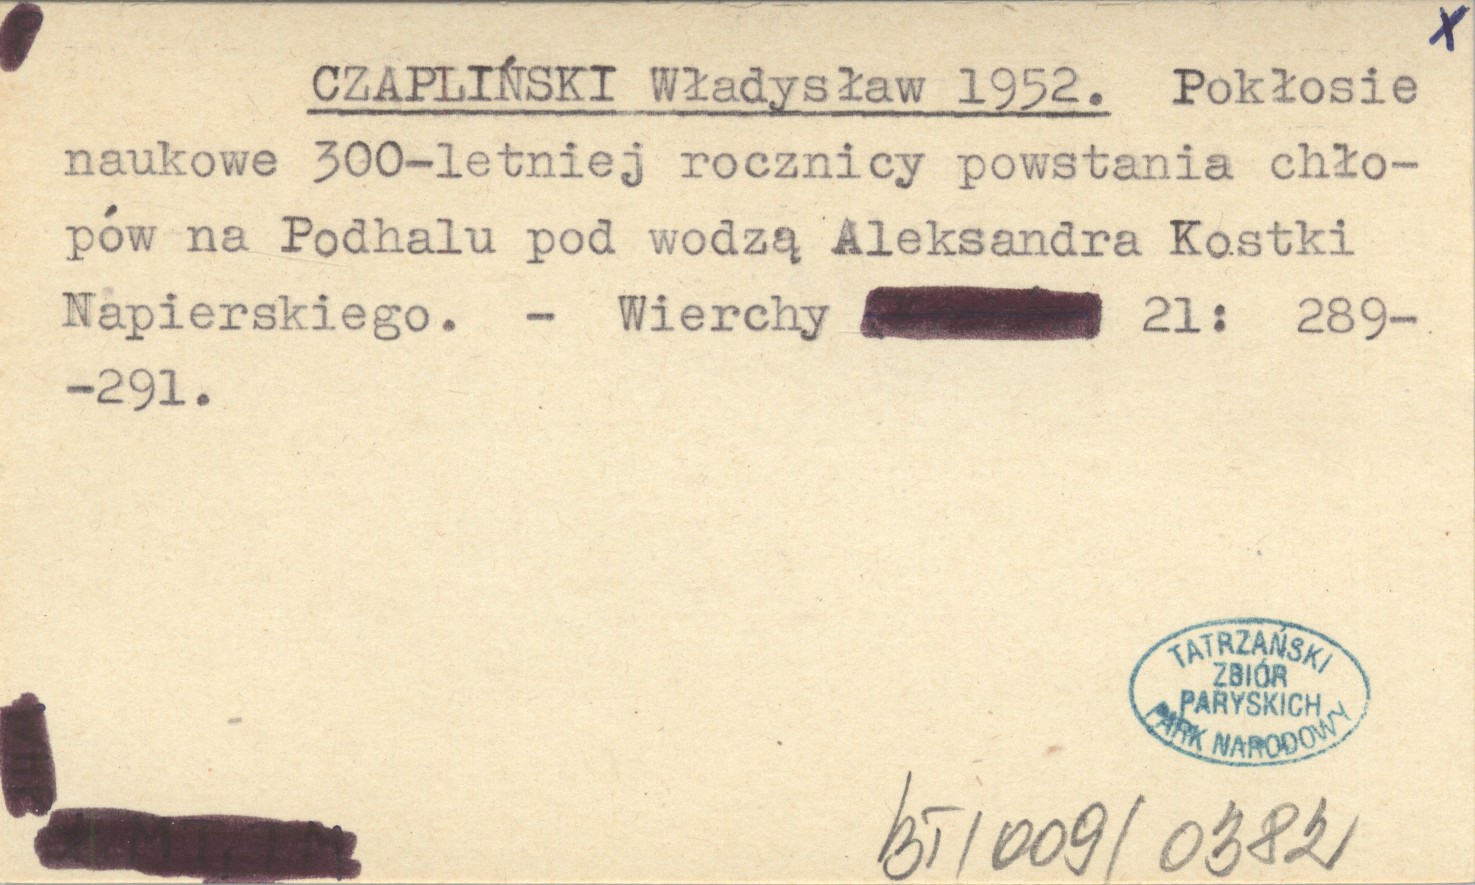 x
CZAPLIŃSKI Władysław 1952. Pokłosie
naukowe 300-letniej rocznicy powstania chło-
pów na Podhalu pod wodzą Aleksandra Kostki
Napierskiego. - Wierchy 21: 289-
-291.
TATRZAŃSKI
ZBIÓR
PARYSKICH
PARK NARODOWY
BT/009/0382